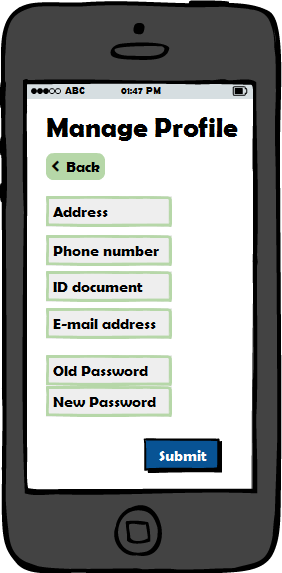 ABC 01:47 PM
Manage Profile
Back
Address
Phone number
ID document
E-mail address
Old Password
New Password
Submit